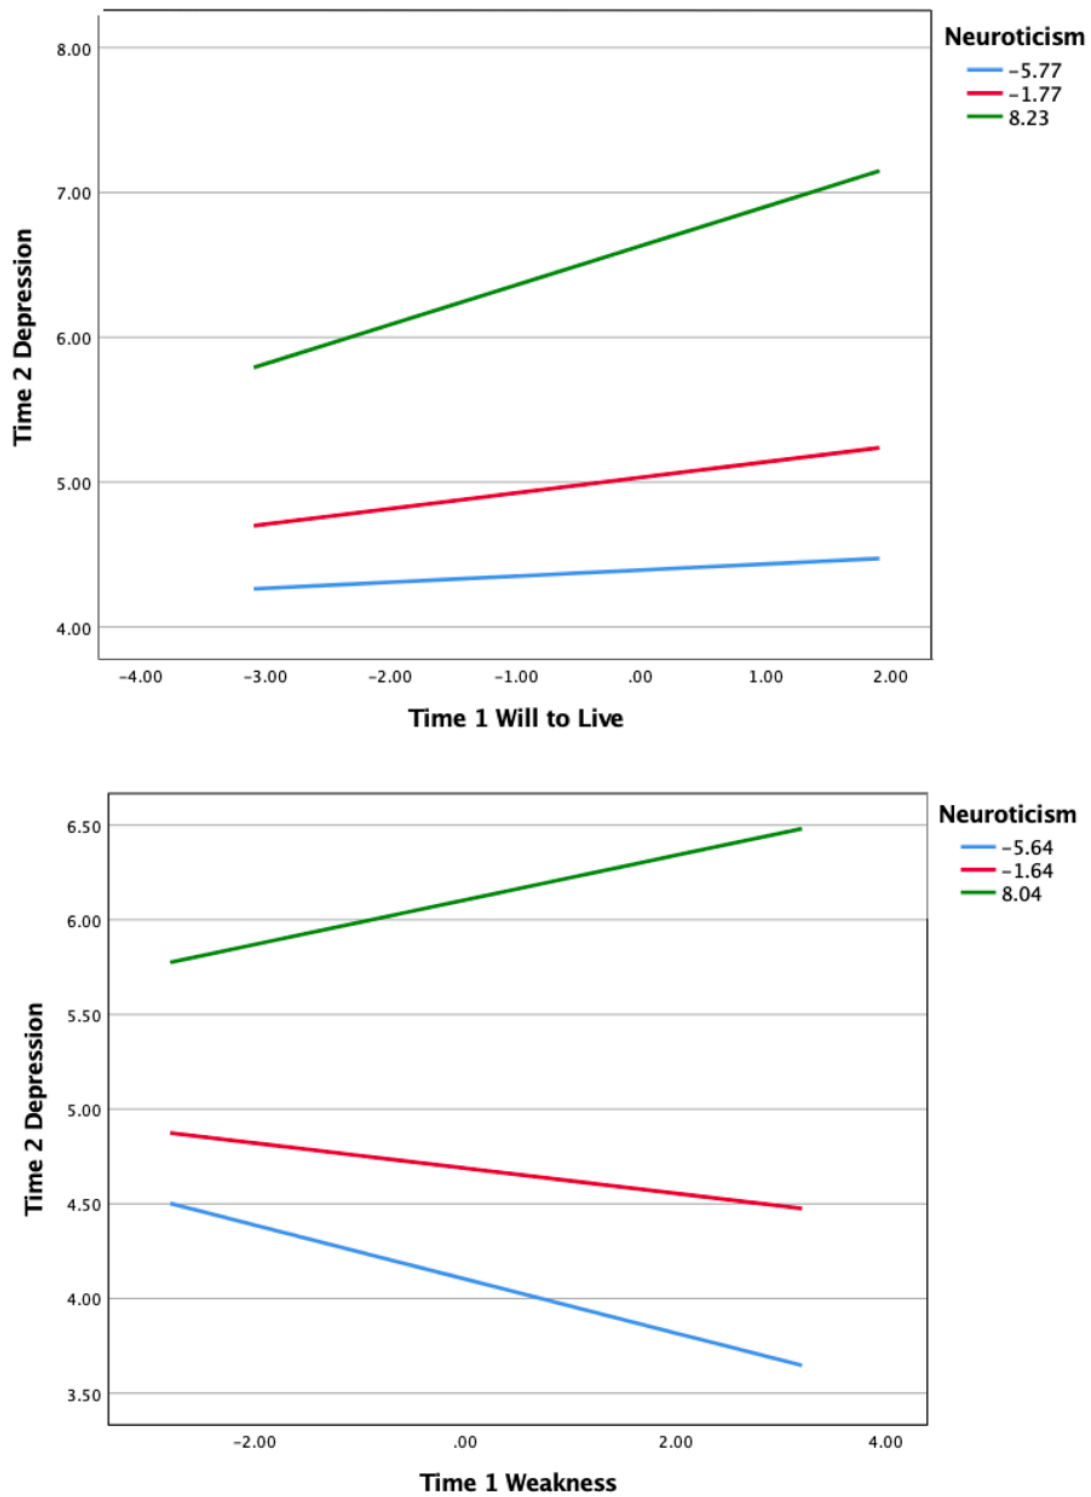 Neuroticism
-5.77
-1.77
8.23
8.00
7.00
6.00
5.00
4.00
Time 2 Depression
-4.00 -3.00 -2.00 -1.00 .00 1.00 2.00
Time 1 Will to Live
Neuroticism
-5.64
-1.64
8.04
6.50
6.00
5.50
5.00
4.50
4.00
3.50
Time 2 Depression
-2.00 .00 2.00 4.00
Time 1 Weakness